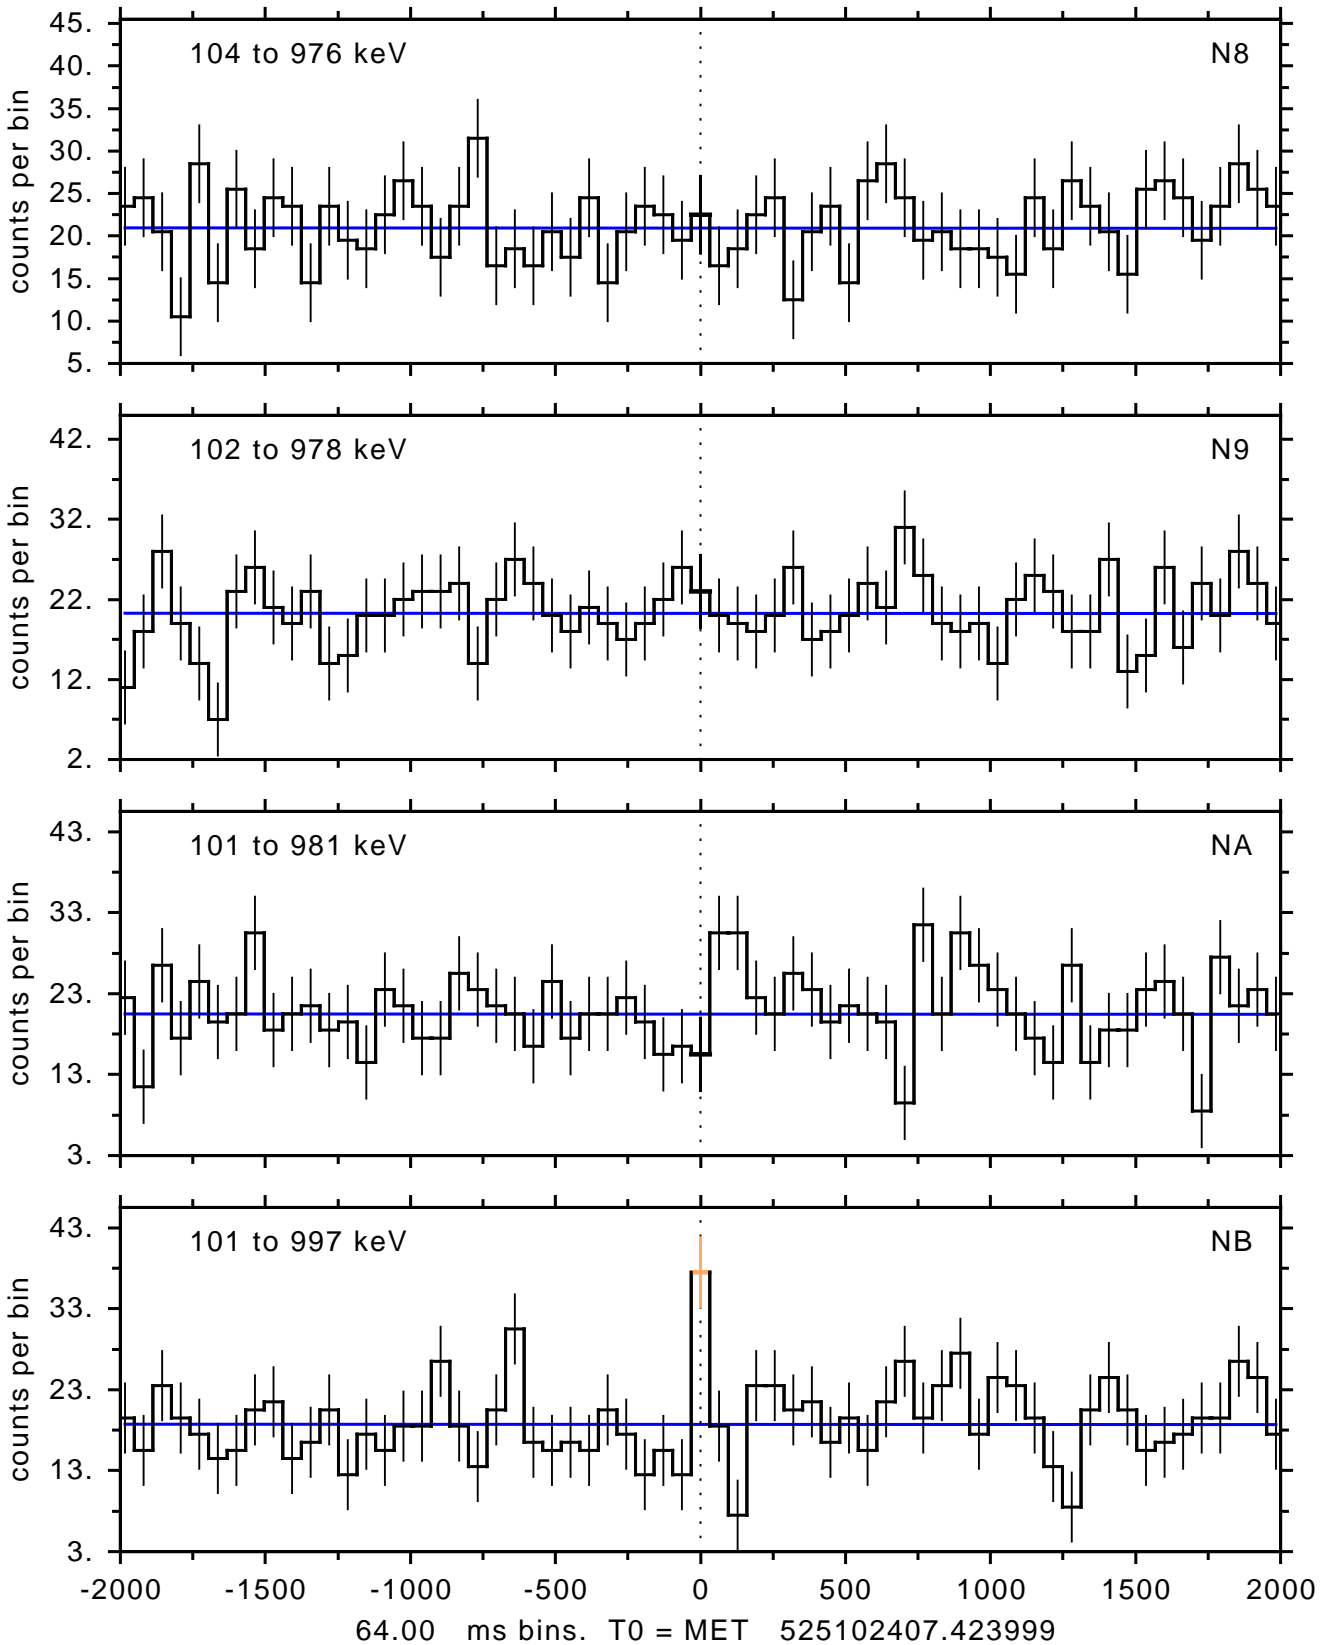 45.
104 to 976 keV N8
40.
35.
30.
25.
20.
15.
10.
5.
counts per bin
42.
102 to 978 keV N9
32.
22.
12.
2.
counts per bin
43.
101 to 981 keV NA
33.
23.
13.
3.
counts per bin
43.
101 to 997 keV NB
33.
23.
13.
3.
counts per bin
-2000 -1500 -1000 -500 0 500 1000 1500 2000
64.00 ms bins. T0 = MET 525102407.423999